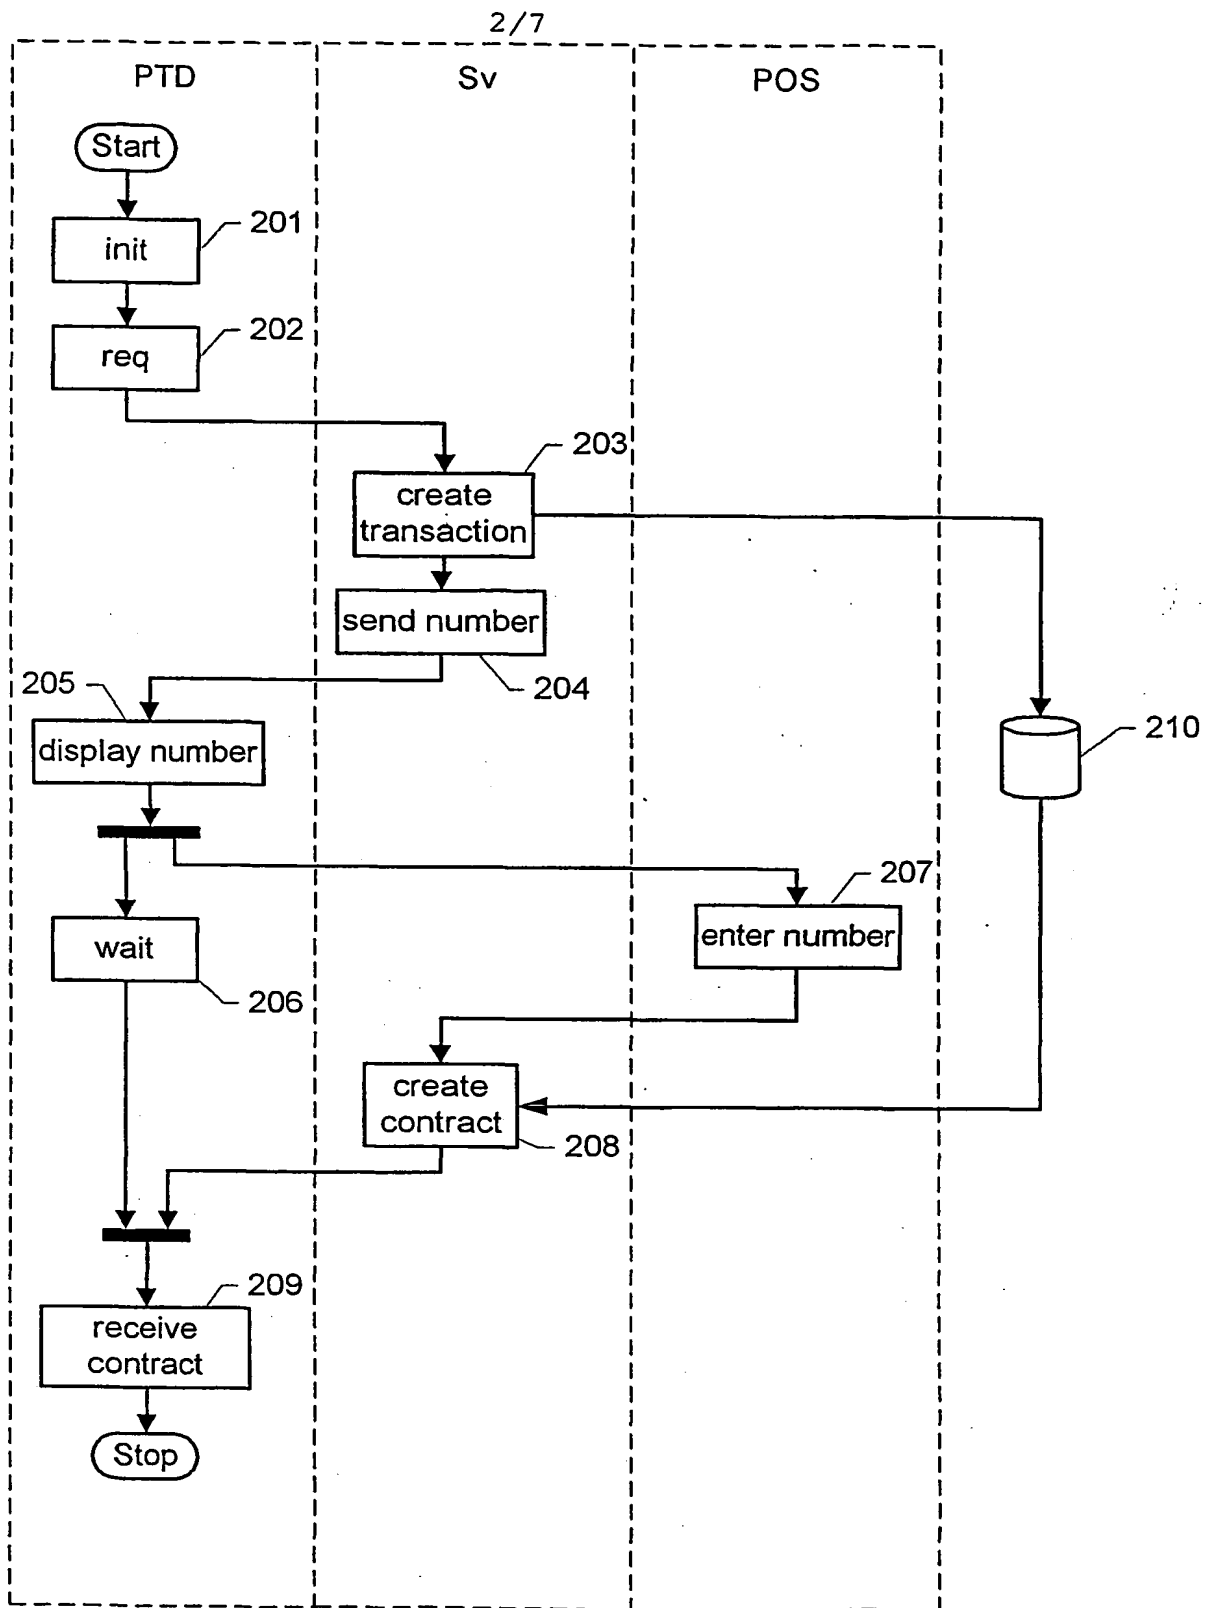 2/7
PTD
Sv
POS
Start
201
init
202
req
203
create
transaction
send number
204
205
display number
210
207
enter number
wait
206
create
contract
208
209
receive
contract
Stop